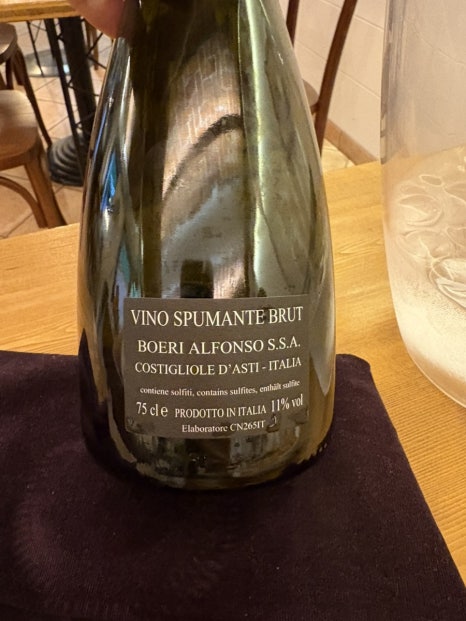 VINO SPUMANTE BRUT
BOERI ALFONSO S.S.A.
COSTIGLIOLE D'ASTI - ITALIA
contiene solfiti, contains sulfites, enthält sulfite
75 cl e PRODOTTO IN ITALIA 11% vol
Elaboratore CN265IT